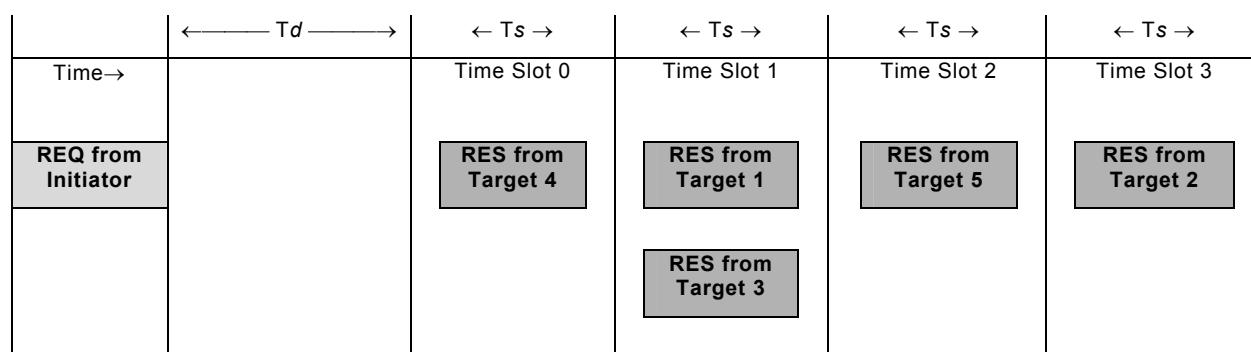 ←——— Td ———→ ← Ts → ← Ts → ← Ts → ← Ts →
Time→ Time Slot 0 Time Slot 1 Time Slot 2 Time Slot 3
REQ from RES from RES from RES from RES from
Initiator Target 4 Target 1 Target 5 Target 2
RES from
Target 3